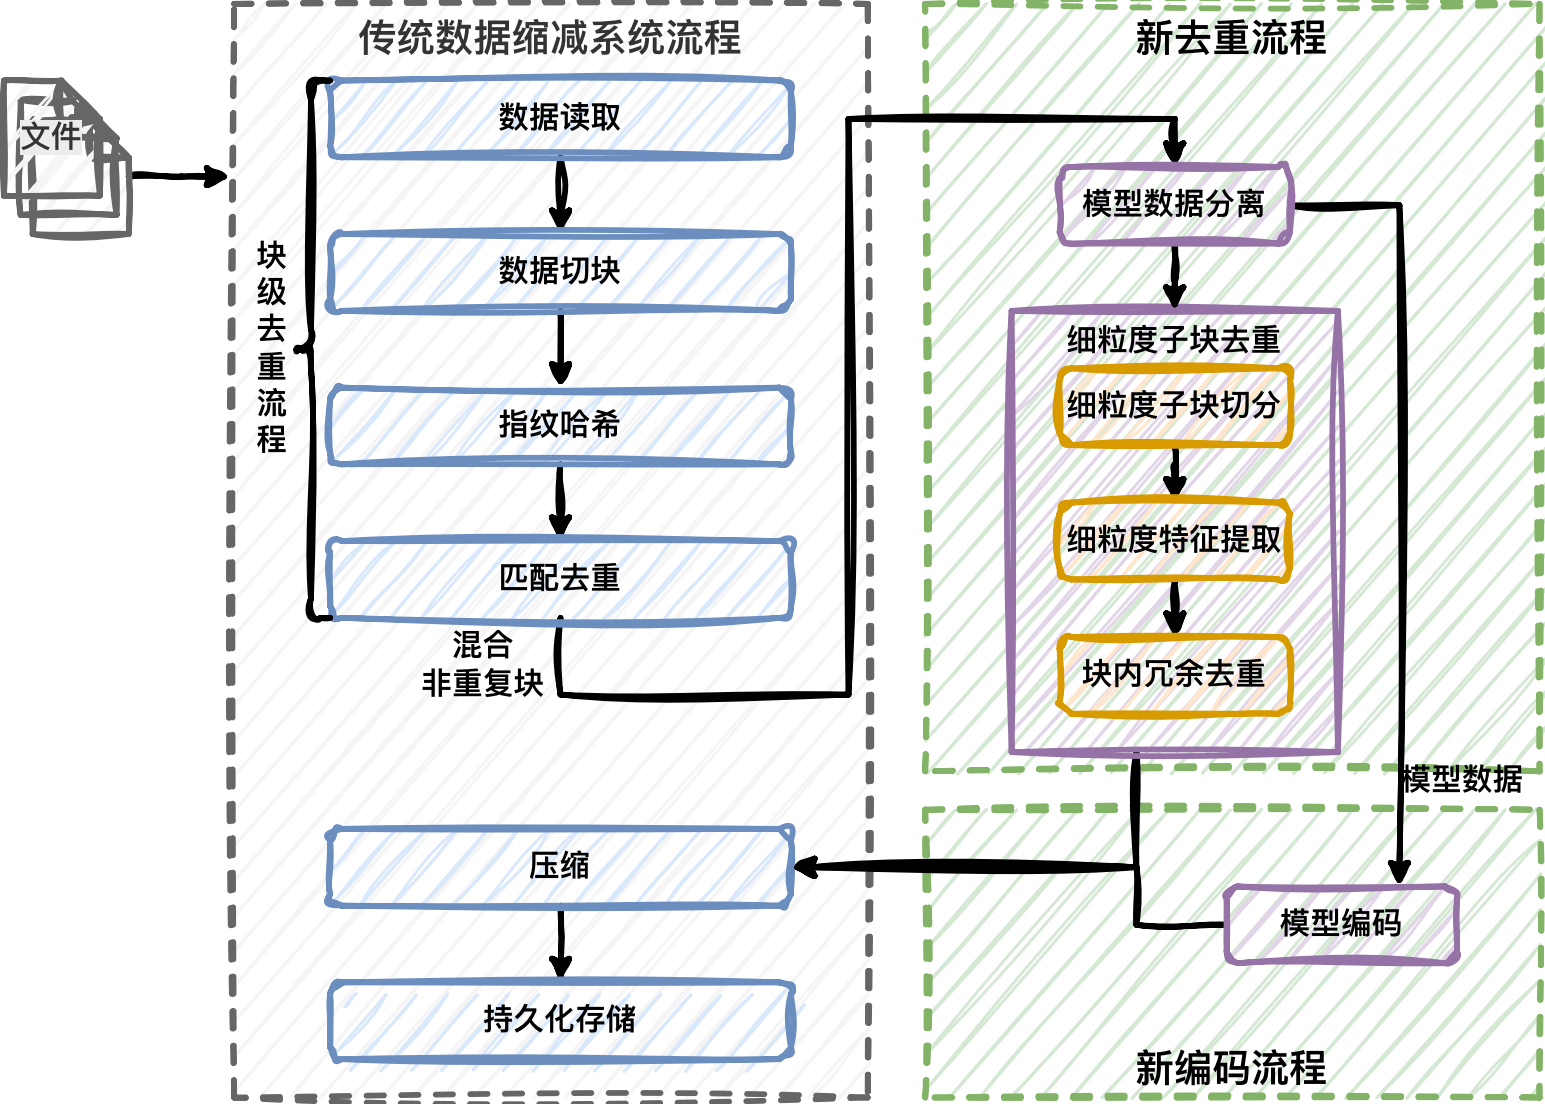 传统数据缩减系统流程
文件
块
级
去
重
流
程
数据读取
数据切块
指纹哈希
匹配去重
混合
非重复块
压缩
持久化存储
新去重流程
模型数据分离
细粒度子块去重
细粒度子块切分
细粒度特征提取
块内冗余去重
模型数据
模型编码
新编码流程